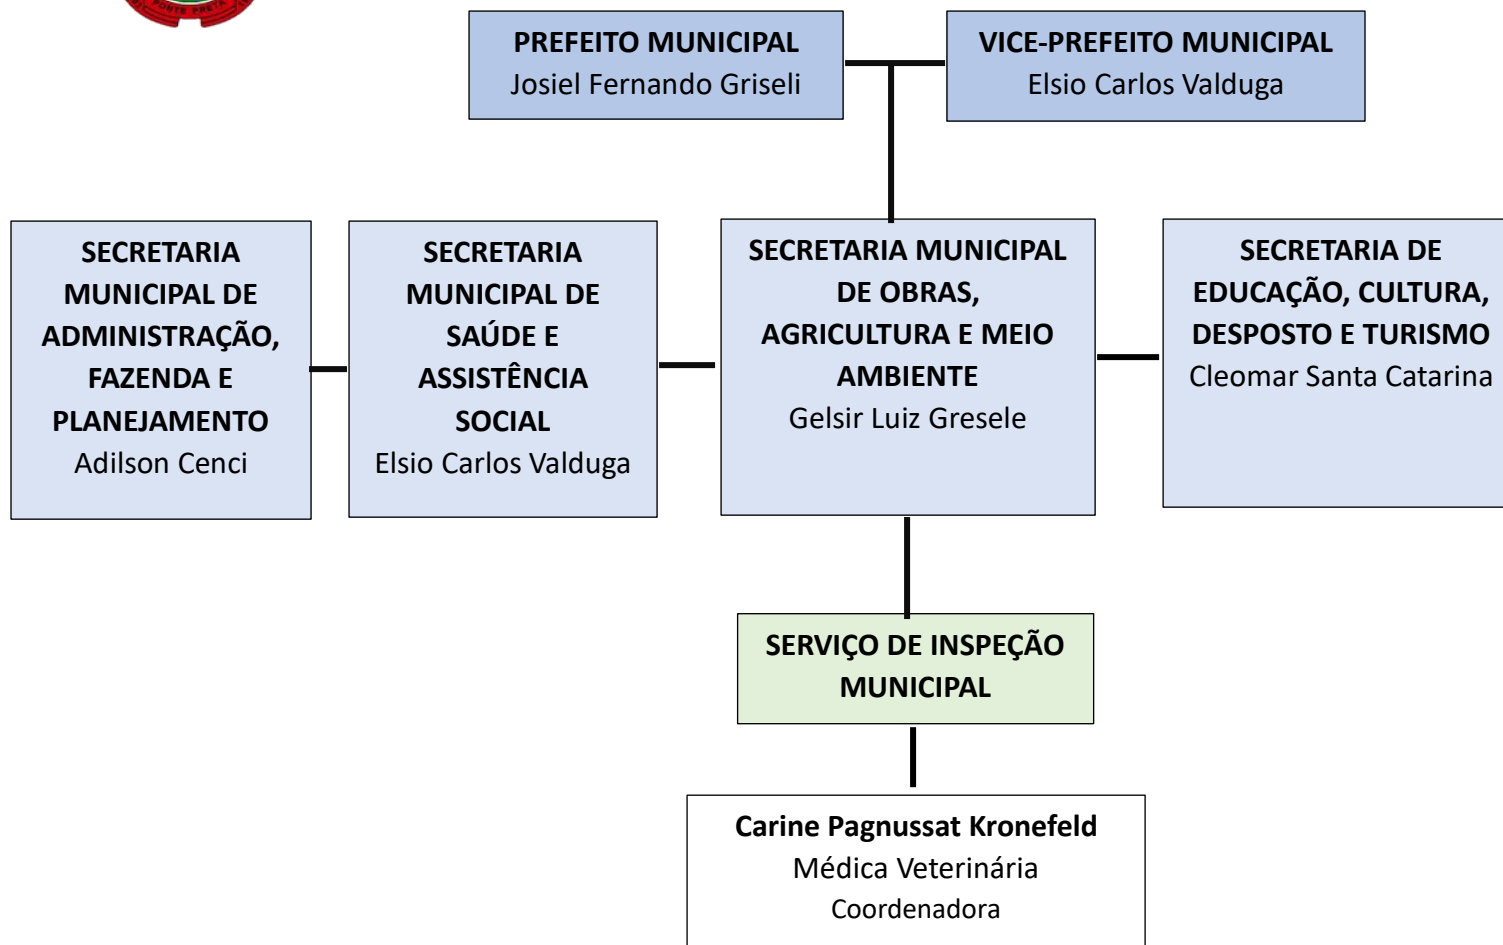 PONTE PRETA
PREFEITO MUNICIPAL
Josiel Fernando Griseli
VICE-PREFEITO MUNICIPAL
Elsio Carlos Valduga
SECRETARIA
MUNICIPAL DE
ADMINISTRAÇÃO,
FAZENDA E
PLANEJAMENTO
Adilson Cenci
SECRETARIA
MUNICIPAL DE
SAÚDE E
ASSISTÊNCIA
SOCIAL
Elsio Carlos Valduga
SECRETARIA MUNICIPAL
DE OBRAS,
AGRICULTURA E MEIO
AMBIENTE
Gelsir Luiz Gresele
SECRETARIA DE
EDUCAÇÃO, CULTURA,
DESPOSTO E TURISMO
Cleomar Santa Catarina
SERVIÇO DE INSPEÇÃO
MUNICIPAL
Carine Pagnussat Kronefeld
Médica Veterinária
Coordenadora